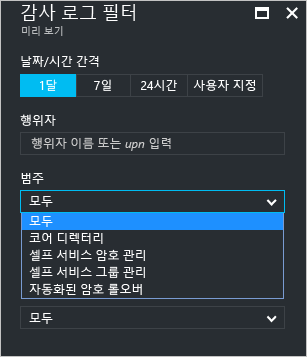 감사 로그 필터
미리 보기
날짜/시간 간격
1달 7일 24시간 사용자 지정
행위자
행위자 이름 또는 upn 입력
범주
모두
모두
코어 디렉터리
셀프 서비스 암호 관리
셀프 서비스 그룹 관리
자동화된 암호 롤오버
모두